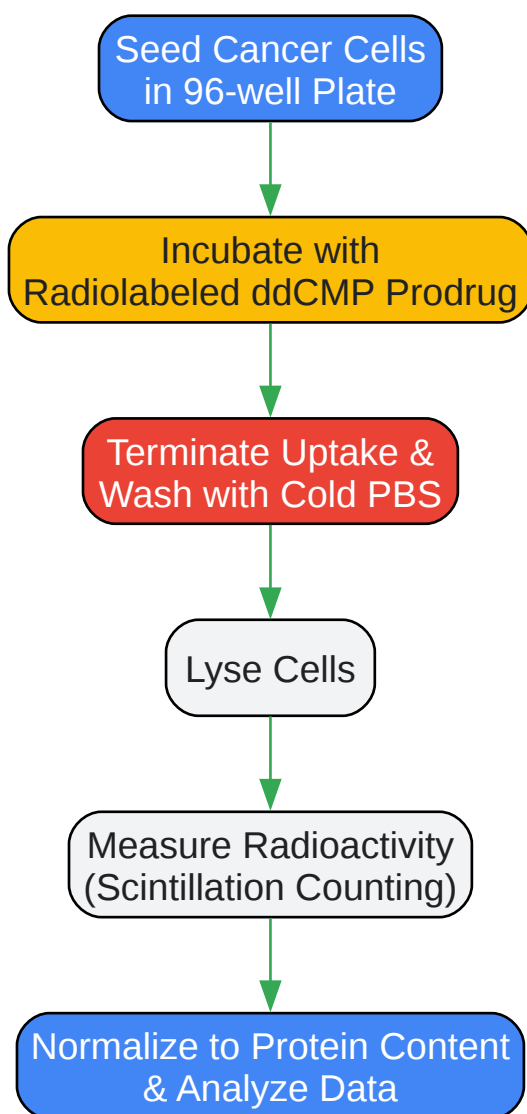 Seed Cancer Cells
in 96-well Plate
Incubate with
Radiolabeled ddCMP Prodrug
Terminate Uptake &
Wash with Cold PBS
Lyse Cells
Measure Radioactivity
(Scintillation Counting)
Normalize to Protein Content
& Analyze Data